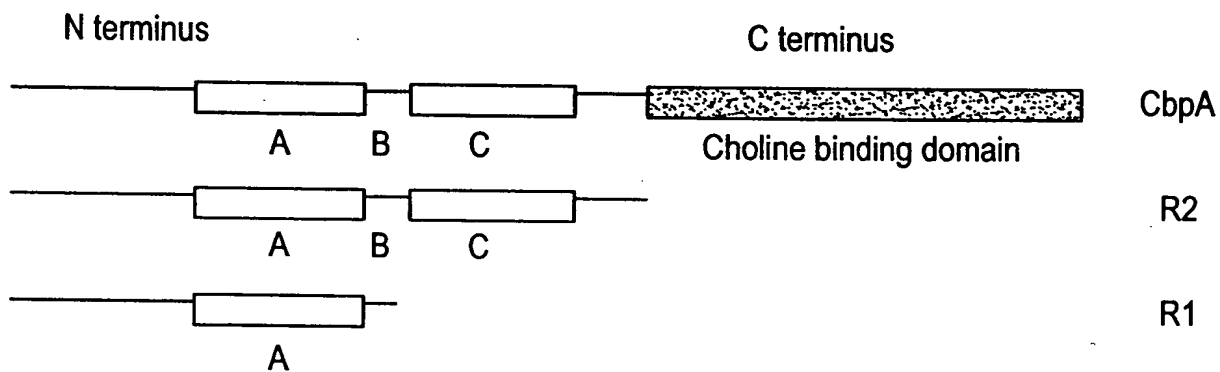 N terminus
C terminus
CbpA
A B C
Choline binding domain
R2
A B C
R1
A